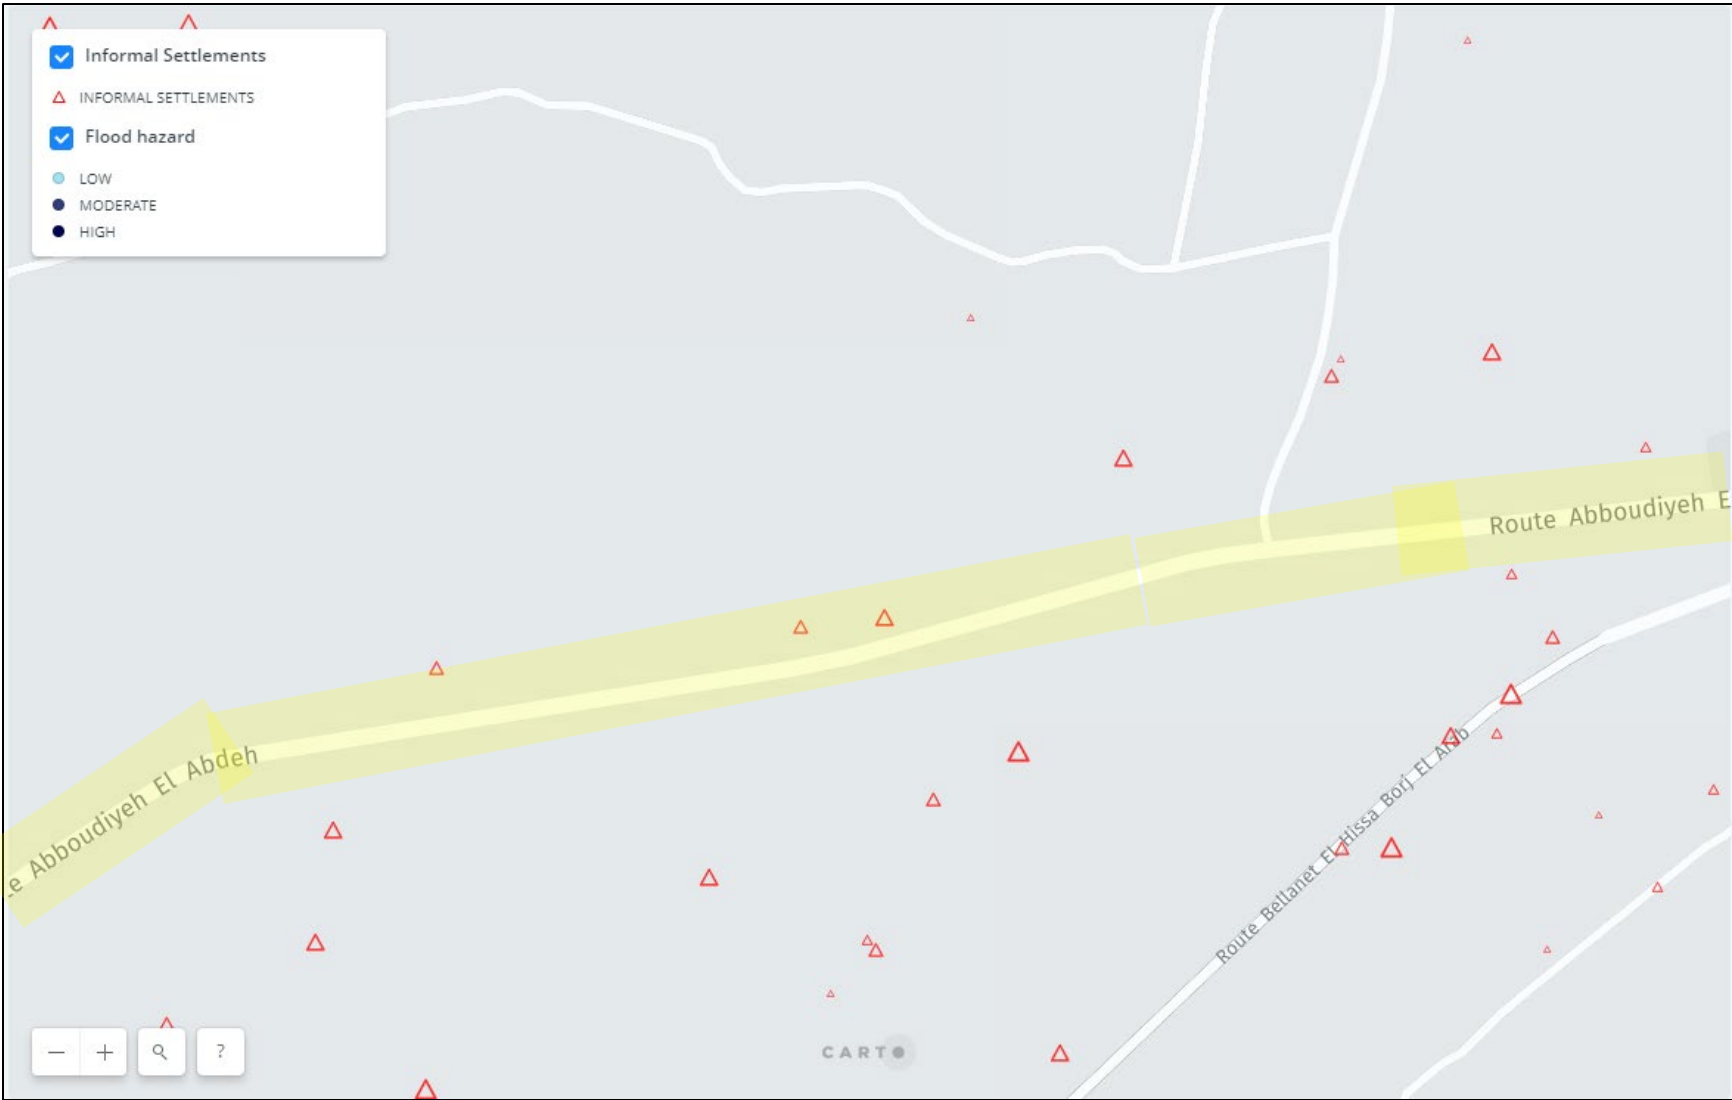 Informal Settlements
INFORMAL SETTLEMENTS
Flood hazard
LOW
MODERATE
HIGH
Route Abboudiyeh E
e Abboudiyeh El Abdeh
Route Bellanet El Hissa Borj El Arab
?
CARTO